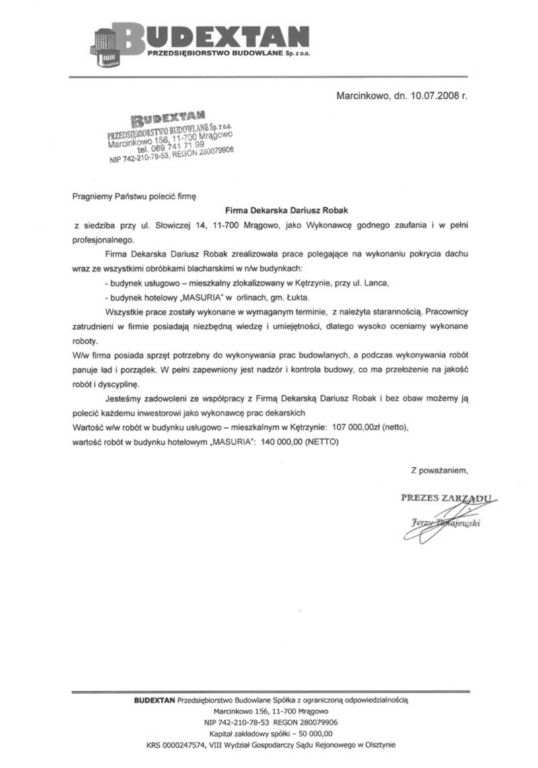 BUDEXTAN
PRZEDSIĘBIORSTWO BUDOWLANE Sp. z o.o.
Marcinkowo, dn. 10.07.2008 r.
BUDEXTAN
PRZEDSIĘBIORSTWO BUDOWLANE Sp. z o.o.
Marcinkowo 156, 11-700 Mrągowo
tel. 089 741 71 99
NIP 742-210-78-53, REGON 280079906
Pragniemy Państwu polecić firmę
Firma Dekarska Dariusz Robak
z siedziba przy ul. Słowiczej 14, 11-700 Mrągowo, jako Wykonawcę godnego zaufania i w pełni
profesjonalnego.
Firma Dekarska Dariusz Robak zrealizowała prace polegające na wykonaniu pokrycia dachu
wraz ze wszystkimi obróbkami blacharskimi w n/w budynkach:
- budynek usługowo – mieszkalny zlokalizowany w Kętrzynie, przy ul. Lanca,
- budynek hotelowy „MASURIA" w orlinach, gm. Łukta.
Wszystkie prace zostały wykonane w wymaganym terminie, z należyta starannością. Pracownicy
zatrudnieni w firmie posiadają niezbędną wiedzę i umiejętności, dlatego wysoko oceniamy wykonane
roboty.
W/w firma posiada sprzęt potrzebny do wykonywania prac budowlanych, a podczas wykonywania robót
panuje ład i porządek. W pełni zapewniony jest nadzór i kontrola budowy, co ma przełożenie na jakość
robót i dyscyplinę.
Jesteśmy zadowoleni ze współpracy z Firmą Dekarską Dariusz Robak i bez obaw możemy ją
polecić każdemu inwestorowi jako wykonawcę prac dekarskich
Wartość w/w robót w budynku usługowo – mieszkalnym w Kętrzynie: 107 000,00zł (netto),
wartość robót w budynku hotelowym „MASURIA": 140 000,00 (NETTO)
Z poważaniem,
PREZES ZARZĄDU
Jerzy
BUDEXTAN Przedsiębiorstwo Budowlane Spółka z ograniczoną odpowiedzialnością
Marcinkowo 156, 11-700 Mrągowo
NIP 742-210-78-53 REGON 280079906
Kapitał zakładowy spółki – 50 000,00
KRS 0000247574, VIII Wydział Gospodarczy Sądu Rejonowego w Olsztynie